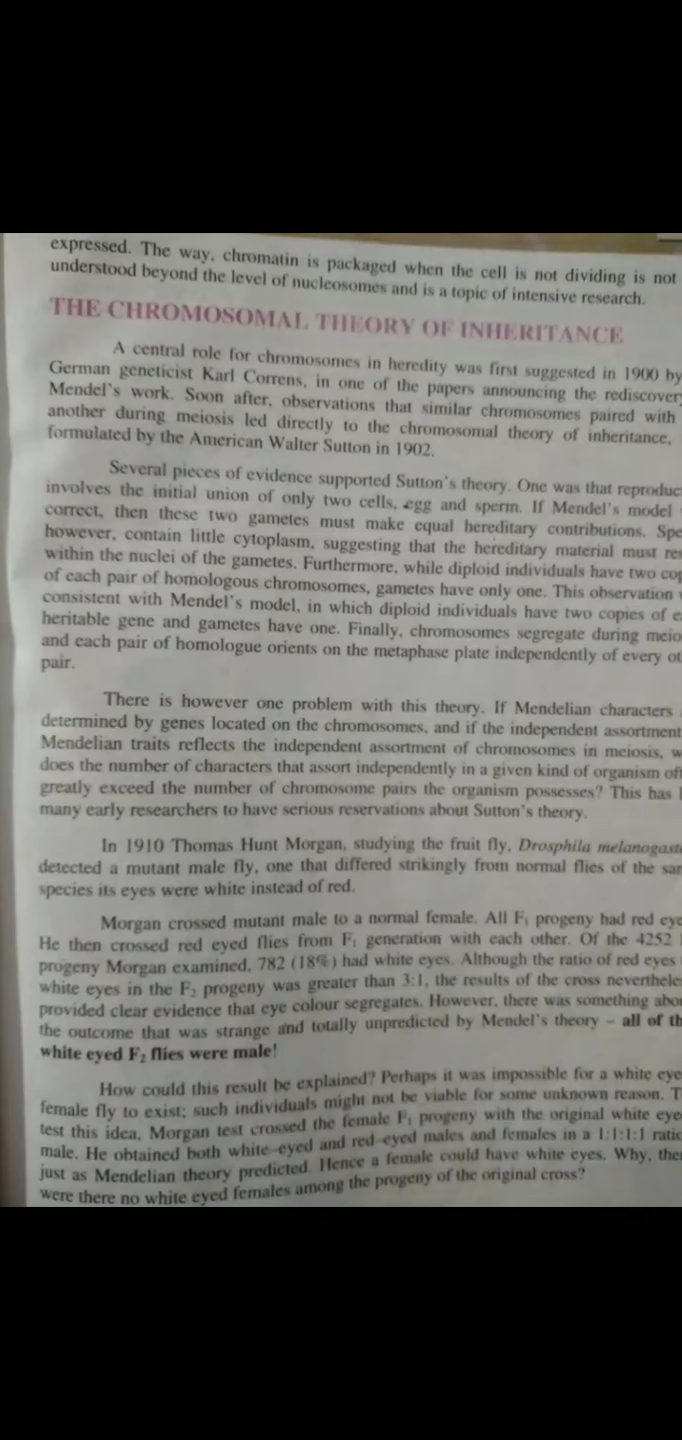 expressed. The way, chromatin is packaged when the cell is not dividing is not
understood beyond the level of nucleosomes and is a topic of intensive research.
THE CHROMOSOMAL THEORY OF INHERITANCE
A central role for chromosomes in heredity was first suggested in 1900 by
German geneticist Karl Correns, in one of the papers announcing the
Mendel's work. Soon after, observations that similar chromosomes paired with
another during meiosis led directly to the chromosomal theory of inheritance,
formulated by the American Walter Sutton in 1902.
Several pieces of evidence supported Sutton's theory. One was that
involves the initial union of only two cells, egg and sperm. If Mendel's model
correct, then these two gametes must make equal hereditary contributions.
however, contain little cytoplasm, suggesting that the hereditary material must
within the nuclei of the gametes. Furthermore, while diploid individuals have two
of each pair of homologous chromosomes, gametes have only one. This observation
consistent with Mendel's model, in which diploid individuals have two copies of
heritable gene and gametes have one. Finally, chromosomes segregate during
and each pair of homologue orients on the metaphase plate independently of every
pair.
There is however one problem with this theory. If Mendelian characters
determined by genes located on the chromosomes, and if the independent assortment
Mendelian traits reflects the independent assortment of chromosomes in meiosis,
does the number of characters that assort independently in a given kind of organism
greatly exceed the number of chromosome pairs the organism possesses? This has
many early researchers to have serious reservations about Sutton's theory.
In 1910 Thomas Hunt Morgan, studying the fruit fly, Drosphila
detected a mutant male fly, one that differed strikingly from normal flies of the
species its eyes were white instead of red.
Morgan crossed mutant male to a normal female. All F₁ progeny had red
He then crossed red eyed flies from F₁ generation with each other. Of the 4252
progeny Morgan examined, 782 (18%) had white eyes. Although the ratio of red eyes
white eyes in the F₂ progeny was greater than 3:1, the results of the cross
provided clear evidence that eye colour segregates. However, there was something
the outcome that was strange and totally unpredicted by Mendel's theory – all of
white eyed F₂ flies were male!
How could this result be explained? Perhaps it was impossible for a white
female fly to exist; such individuals might not be viable for some unknown reason.
test this idea, Morgan test crossed the female F₁ progeny with the original white
male. He obtained both white-eyed and red-eyed males and females in a 1:1:1:1
just as Mendelian theory predicted. Hence a female could have white eyes. Why,
were there no white eyed females among the progeny of the original cross?